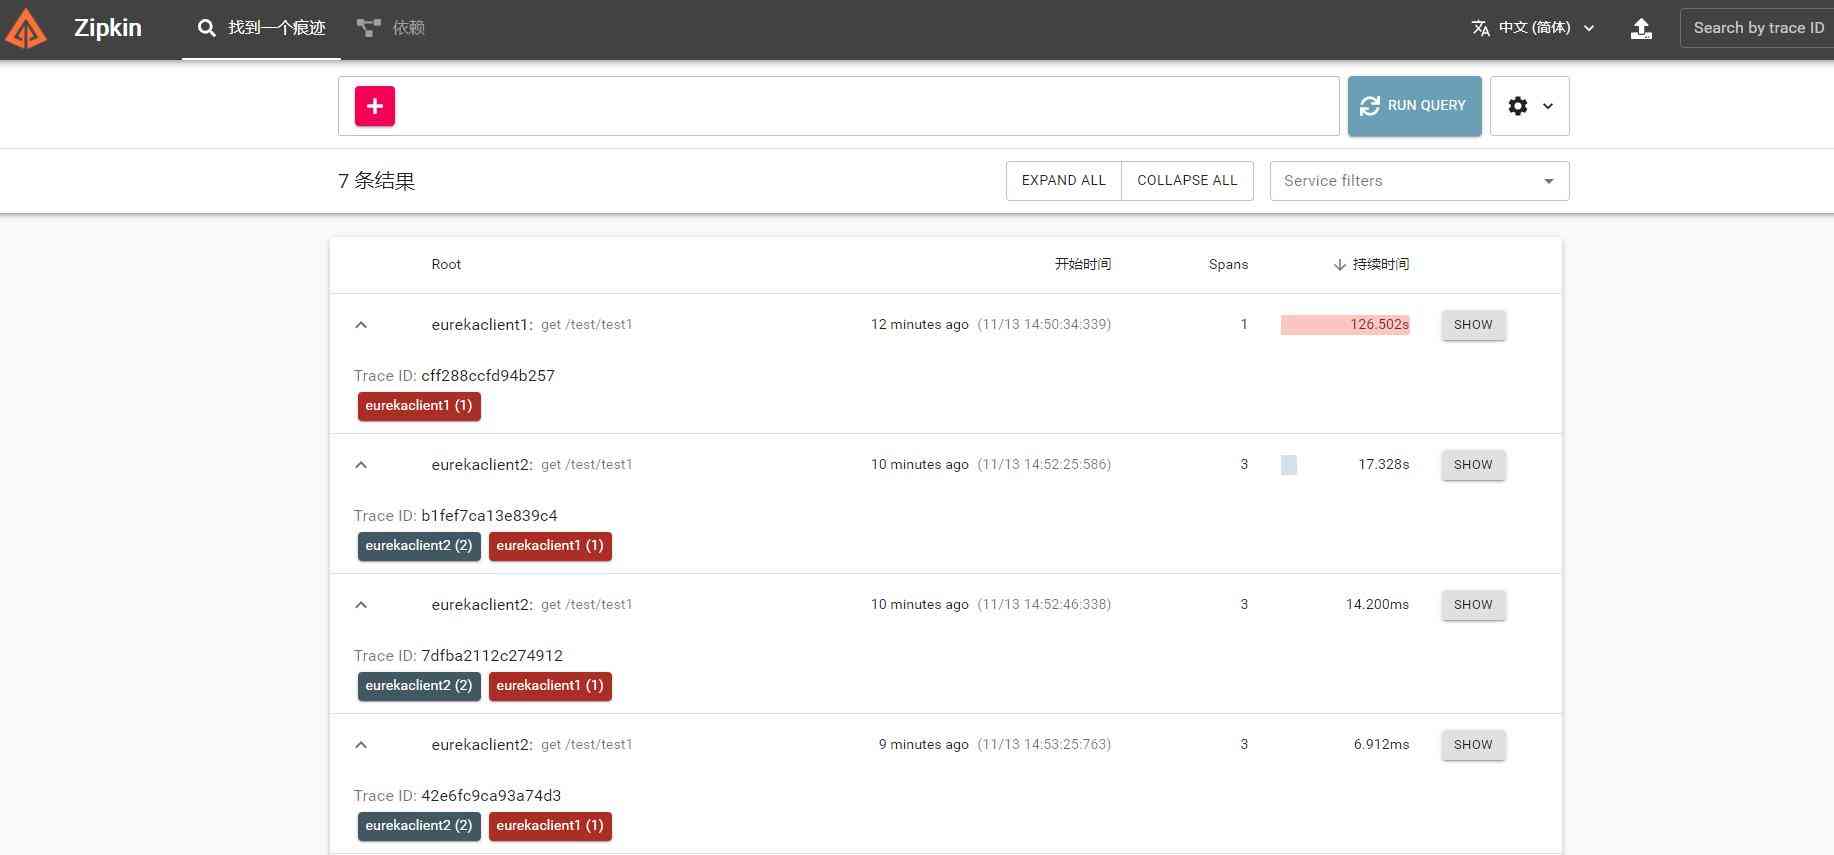 Zipkin 找到一个痕迹 依赖 中文 (简体) Search by trace ID
+ RUN QUERY
7 条结果 EXPAND ALL COLLAPSE ALL Service filters
Root 开始时间 Spans 持续时间
eurekaclient1: get /test/test1 12 minutes ago (11/13 14:50:34:339) 1 126.502s SHOW
Trace ID: cff288ccfd94b257
eurekaclient1 (1)
eurekaclient2: get /test/test1 10 minutes ago (11/13 14:52:25:586) 3 17.328s SHOW
Trace ID: b1fef7ca13e839c4
eurekaclient2 (2) eurekaclient1 (1)
eurekaclient2: get /test/test1 10 minutes ago (11/13 14:52:46:338) 3 14.200ms SHOW
Trace ID: 7dfba2112c274912
eurekaclient2 (2) eurekaclient1 (1)
eurekaclient2: get /test/test1 9 minutes ago (11/13 14:53:25:763) 3 6.912ms SHOW
Trace ID: 42e6fc9ca93a74d3
eurekaclient2 (2) eurekaclient1 (1)